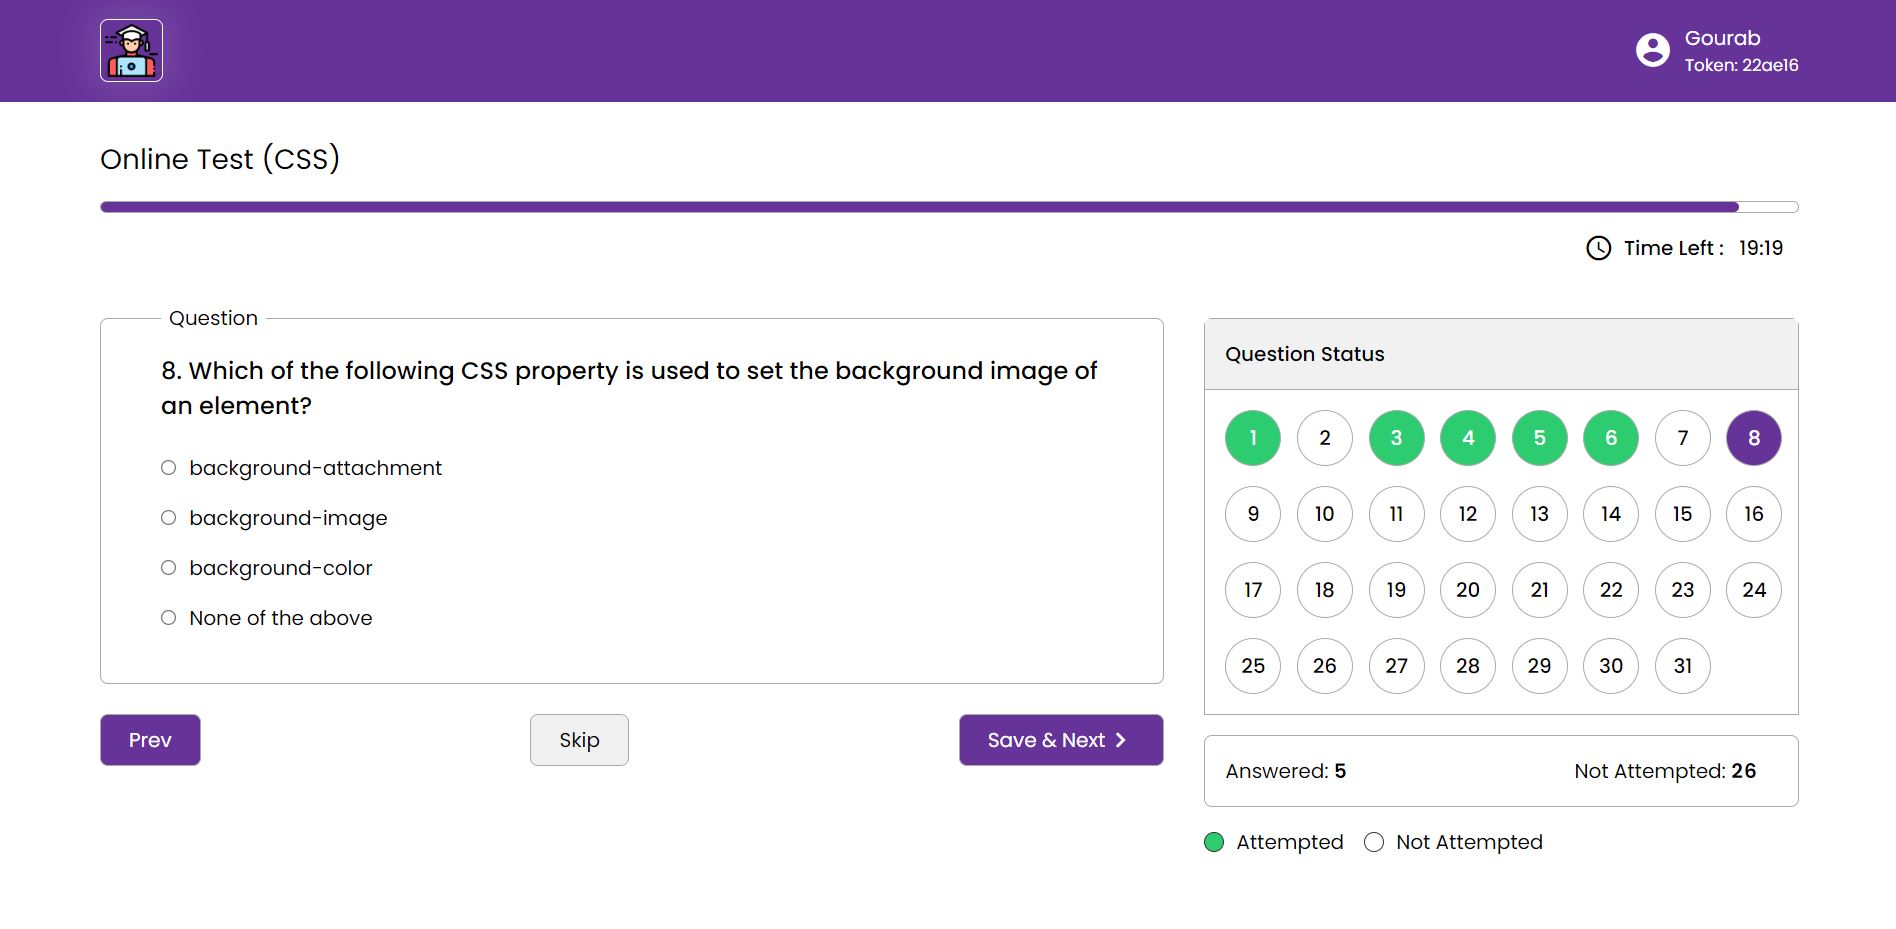 Gourab
Token: 22ae16
Online Test (CSS)
Time Left : 19:19
Question
8. Which of the following CSS property is used to set the background image of
an element?
background-attachment
background-image
background-color
None of the above
Prev
Skip
Save & Next
Question Status
1 2 3 4 5 6 7 8
9 10 11 12 13 14 15 16
17 18 19 20 21 22 23 24
25 26 27 28 29 30 31
Answered: 5 Not Attempted: 26
Attempted Not Attempted